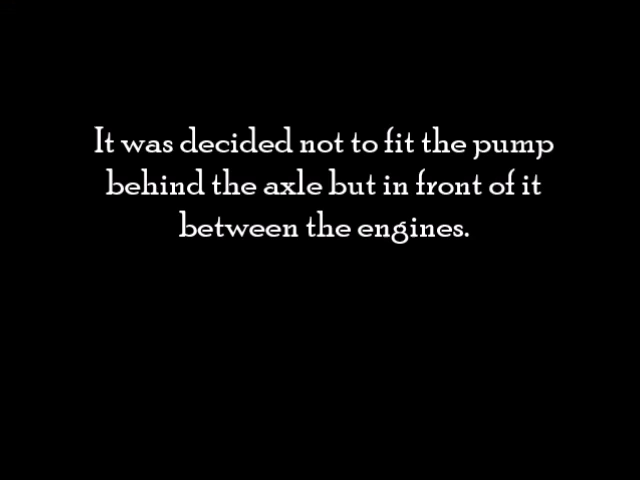 It was decided not to fit the pump
behind the axle but in front of it
between the engines.